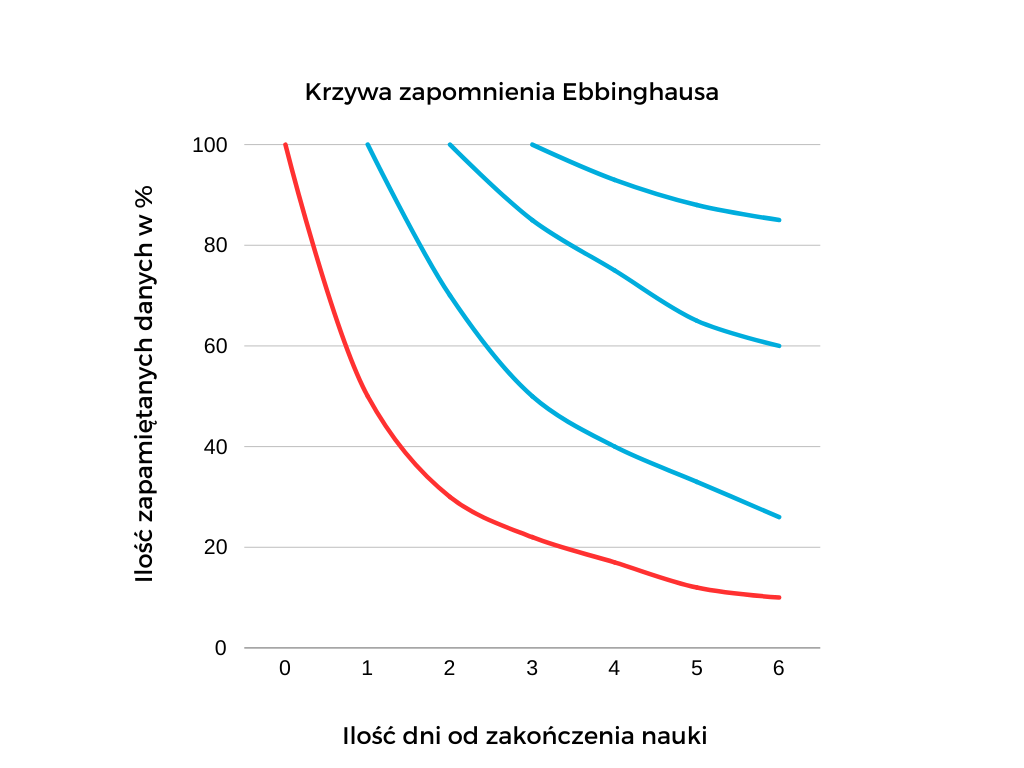 Krzywa zapomnienia Ebbinghausa
Ilość zapamiętanych danych w %
100
80
60
40
20
0
0 1 2 3 4 5 6
Ilość dni od zakończenia nauki